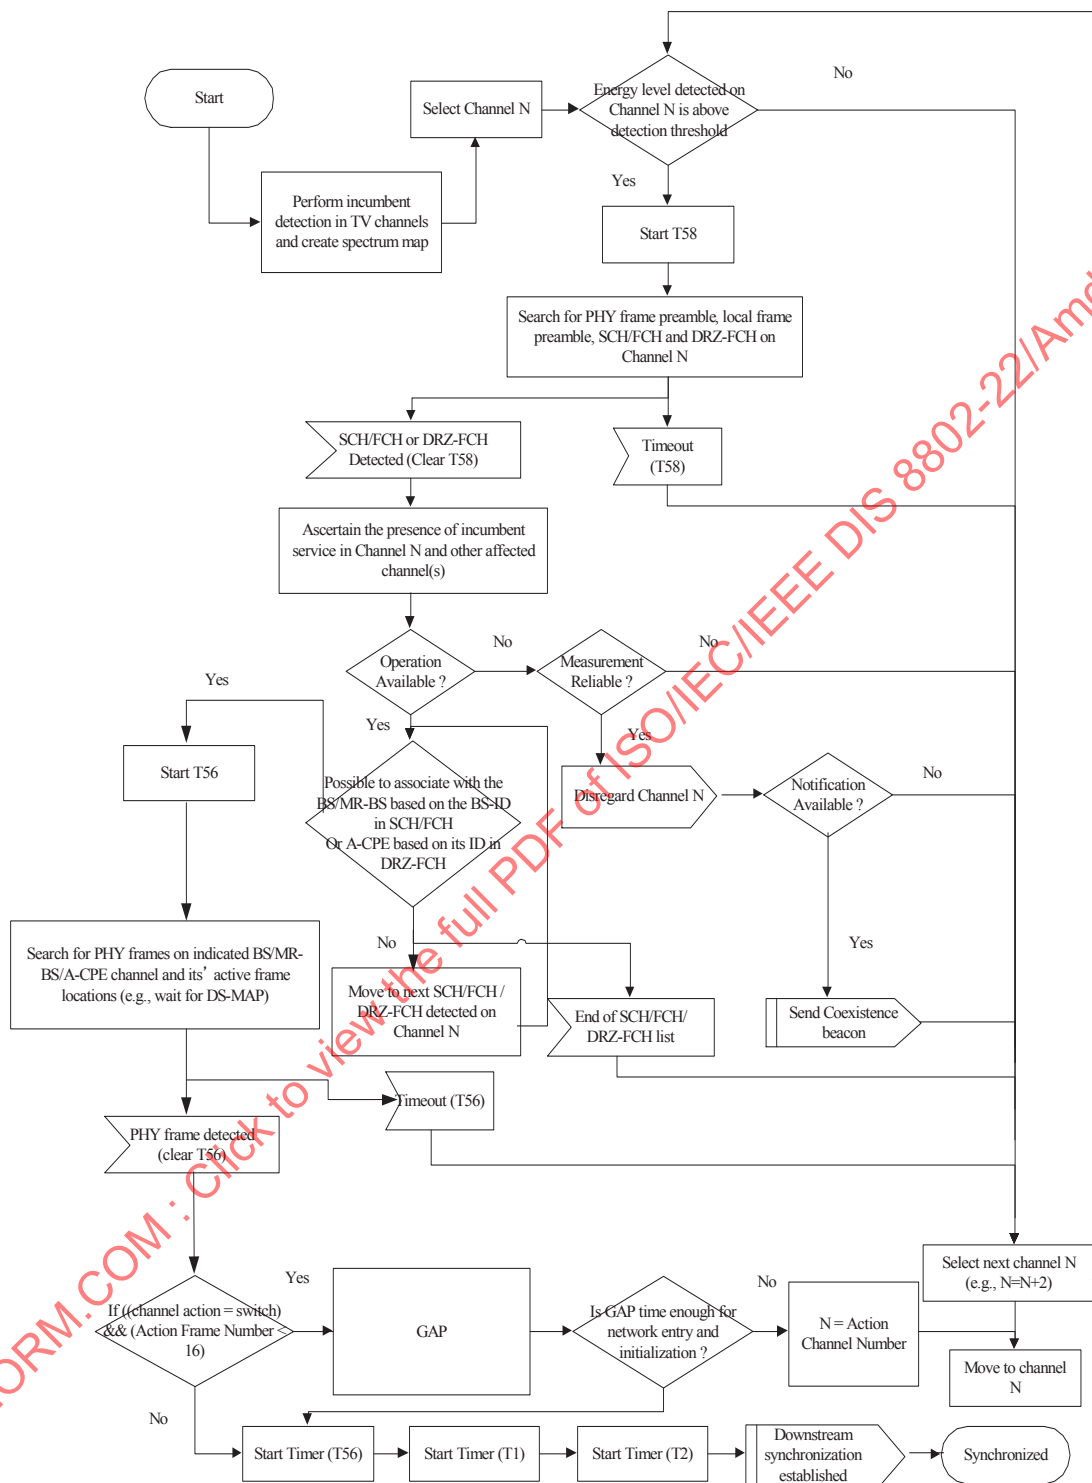 Start
Select Channel N
Energy level detected on
Channel N is above
detection threshold
No
Yes
Perform incumbent
detection in TV channels
and create spectrum map
Start T58
Search for PHY frame preamble, local frame
preamble, SCH/FCH and DRZ-FCH on
Channel N
SCH/FCH or DRZ-FCH
Detected (Clear T58)
Timeout
(T58)
Ascertain the presence of incumbent
service in Channel N and other affected
channel(s)
Operation
Available ?
No
Measurement
Reliable ?
No
Yes
Yes
Yes
Start T56
Possible to associate with the
BS/MR-BS based on the BS-ID
in SCH/FCH
Or A-CPE based on its ID in
DRZ-FCH
Disregard Channel N
Notification
Available ?
No
Yes
No
Search for PHY frames on indicated BS/MR-
BS/A-CPE channel and its' active frame
locations (e.g., wait for DS-MAP)
Move to next SCH/FCH /
DRZ-FCH detected on
Channel N
End of SCH/FCH/
DRZ-FCH list
Send Coexistence
beacon
Timeout (T56)
PHY frame detected
(clear T56)
Select next channel N
(e.g., N=N+2)
If ((channel action = switch)
&& (Action Frame Number <
16)
Yes
GAP
Is GAP time enough for
network entry and
initialization ?
No
N = Action
Channel Number
Move to channel
N
No
Start Timer (T56)
Start Timer (T1)
Start Timer (T2)
Downstream
synchronization
established
Synchronized
ORM.COM : Click to view the full PDF of ISO/IEC/IEEE DIS 8802-22/Amd